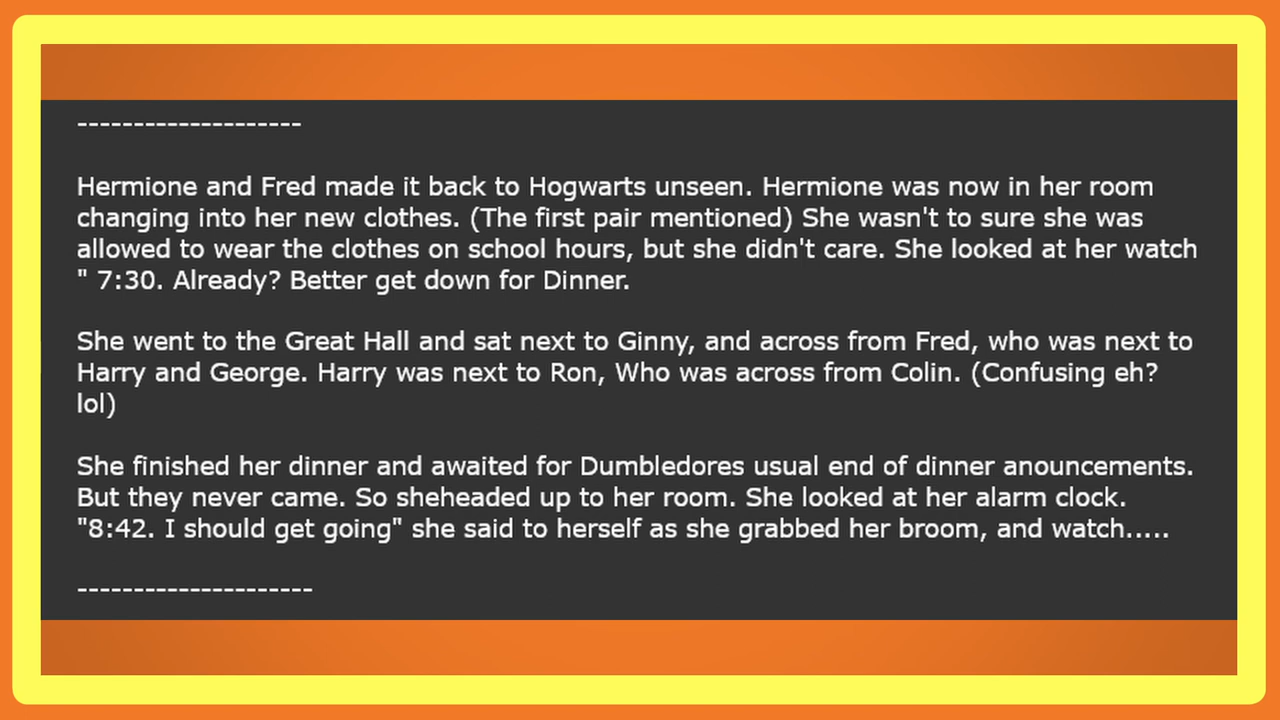 --------------------
Hermione and Fred made it back to Hogwarts unseen. Hermione was now in her room
changing into her new clothes. (The first pair mentioned) She wasn't to sure she was
allowed to wear the clothes on school hours, but she didn't care. She looked at her watch
" 7:30. Already? Better get down for Dinner.
She went to the Great Hall and sat next to Ginny, and across from Fred, who was next to
Harry and George. Harry was next to Ron, Who was across from Colin. (Confusing eh?
lol)
She finished her dinner and awaited for Dumbledores usual end of dinner anouncements.
But they never came. So sheheaded up to her room. She looked at her alarm clock.
"8:42. I should get going" she said to herself as she grabbed her broom, and watch.....
---------------------